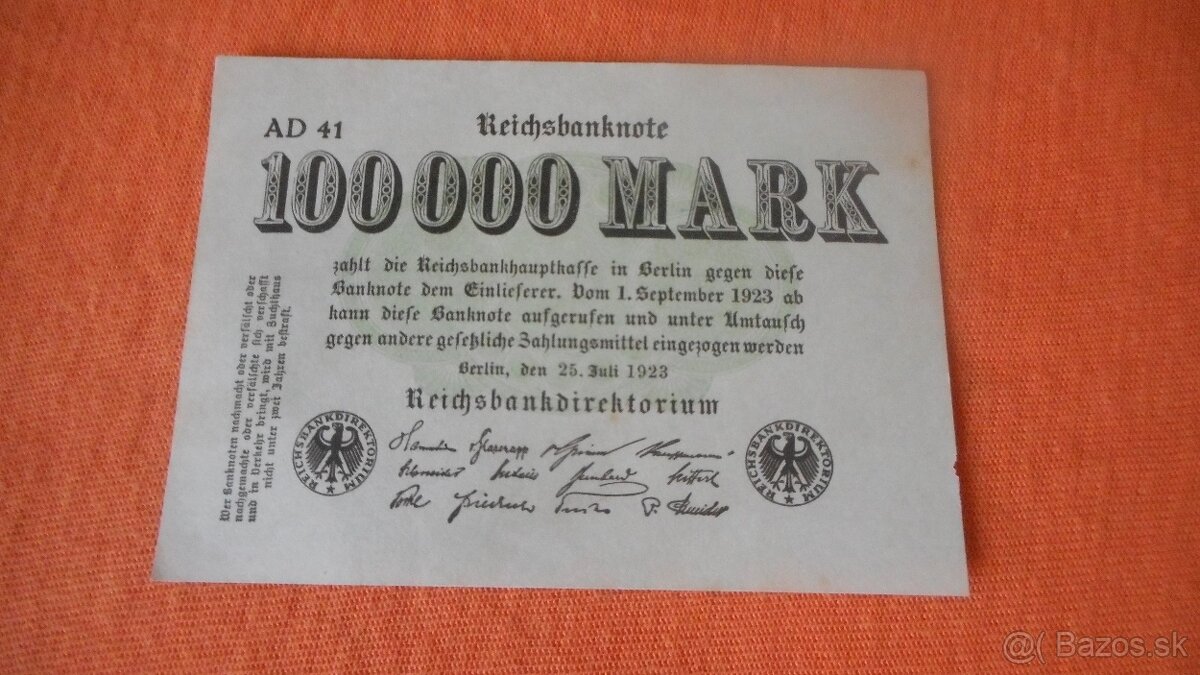 AD 41
Reichsbanknote
100000 MARK
zahlt die Reichsbankhauptkasse in Berlin gegen diese
Banknote dem Einlieferer. Vom 1. September 1923 ab
kann diese Banknote aufgerufen und unter Umtausch
gegen andere gesetzliche Zahlungsmittel eingezogen werden
Berlin, den 25. Juli 1923
Reichsbankdirektorium
Wer Banknoten nachmacht oder verfälscht oder
nachgemachte oder verfälschte sich verschafft
und in Verkehr bringt, wird mit Zuchthaus
nicht unter zwei Jahren bestraft.
REICHSBANKDIREKTORIUM
REICHSBANKDIREKTORIUM
Schneider
Friedrich
P. Schneider
Bazos.sk